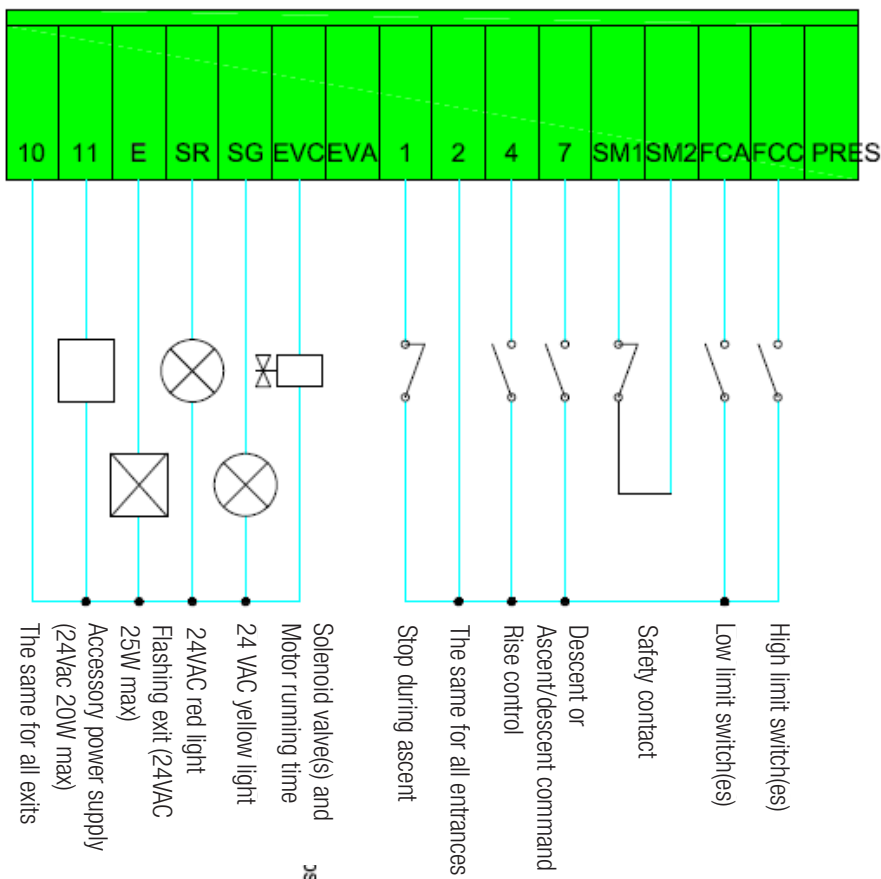 10 11 E SR SG EVC EVA 1 2 4 7 SM1 SM2 FCA FCC PRES
The same for all exits
Accessory power supply
(24Vac 20W max)
Flashing exit (24VAC
25W max)
24VAC red light
24 VAC yellow light
Solenoid valve(s) and
Motor running time
Stop during ascent
The same for all entrances
Rise control
Descent or
Ascent/descent command
Safety contact
Low limit switch(es)
High limit switch(es)